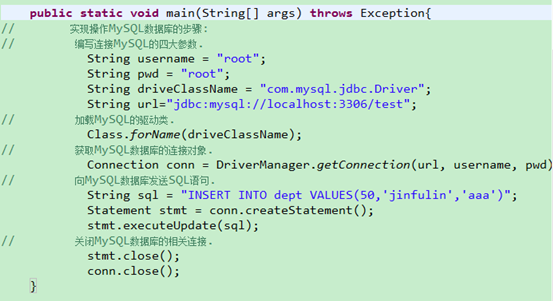 public static void main(String[] args) throws Exception{
// 实现操作MySQL数据库的步骤:
// 编写连接MySQL的四大参数.
String username = "root";
String pwd = "root";
String driveClassName = "com.mysql.jdbc.Driver";
String url="jdbc:mysql://localhost:3306/test";
// 加载MySQL的驱动类.
Class.forName(driveClassName);
// 获取MySQL数据库的连接对象.
Connection conn = DriverManager.getConnection(url, username, pwd)
// 向MySQL数据库发送SQL语句.
String sql = "INSERT INTO dept VALUES(50,'jinfulin','aaa')";
Statement stmt = conn.createStatement();
stmt.executeUpdate(sql);
// 关闭MySQL数据库的相关连接.
stmt.close();
conn.close();
}